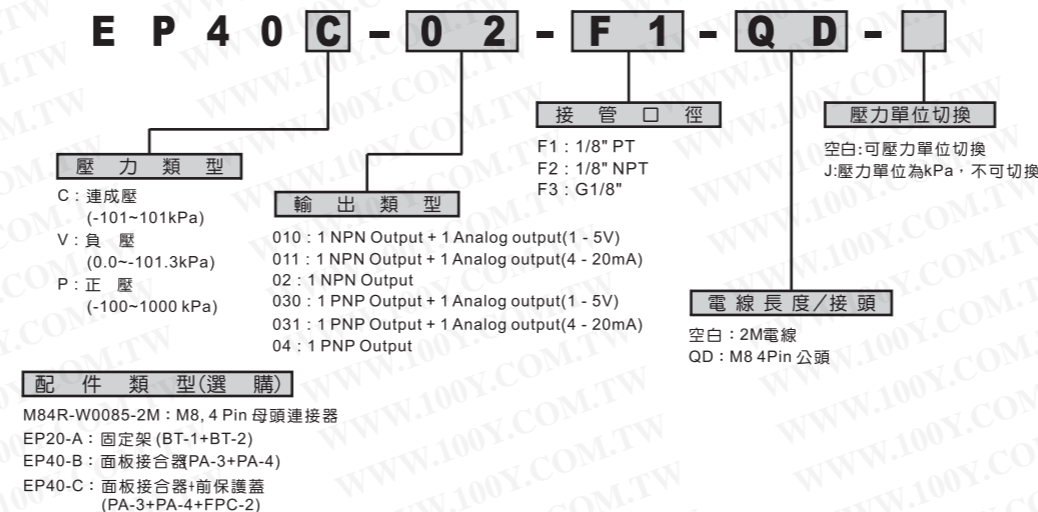 EP40C-02-F1-QD-
壓力類型
C：連成壓
(-101~101kPa)
V：負 壓
(0.0~-101.3kPa)
P：正 壓
(-100~1000 kPa)
輸出類型
010 : 1 NPN Output + 1 Analog output(1 - 5V)
011 : 1 NPN Output + 1 Analog output(4 - 20mA)
02 : 1 NPN Output
030 : 1 PNP Output + 1 Analog output(1 - 5V)
031 : 1 PNP Output + 1 Analog output(4 - 20mA)
04 : 1 PNP Output
接管口徑
F1 : 1/8" PT
F2 : 1/8" NPT
F3 : G1/8"
電線長度/接頭
空白：2M電線
QD：M8 4Pin 公頭
壓力單位切換
空白:可壓力單位切換
J:壓力單位為kPa，不可切換
配件類型(選購)
M84R-W0085-2M：M8, 4 Pin 母頭連接器
EP20-A：固定架 (BT-1+BT-2)
EP40-B：面板接合器(PA-3+PA-4)
EP40-C：面板接合器+前保護蓋
(PA-3+PA-4+FPC-2)
WWW.100Y.COM.TW